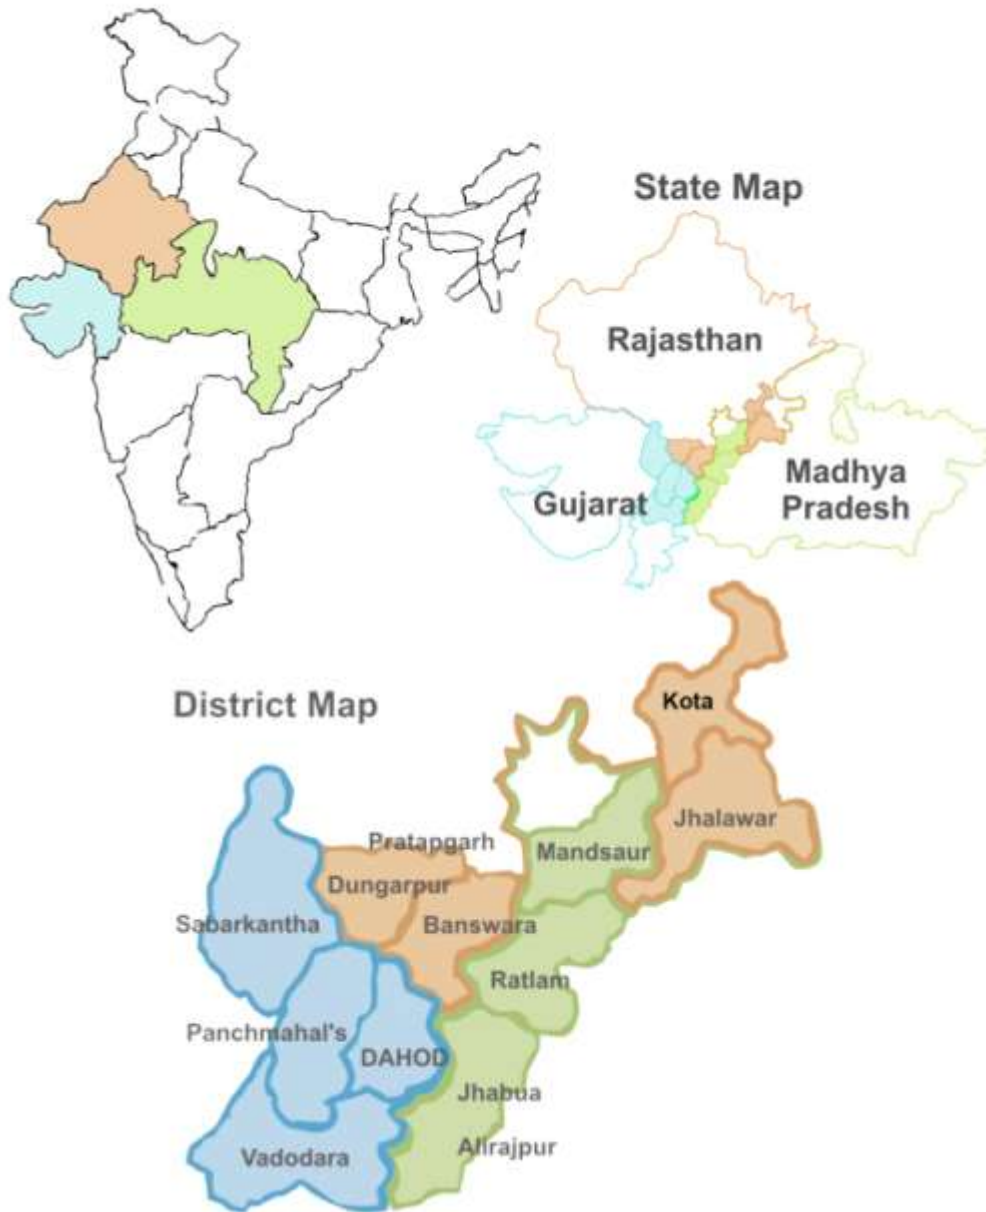 State Map
Rajasthan
Madhya
Pradesh
Gujarat
District Map
Kota
Jhalawar
Pratapgarh
Mandsaur
Dungarpur
Sabarkantha
Banswara
Ratlam
Panchmahal's
DAHOD
Jhabua
Alirajpur
Vadodara